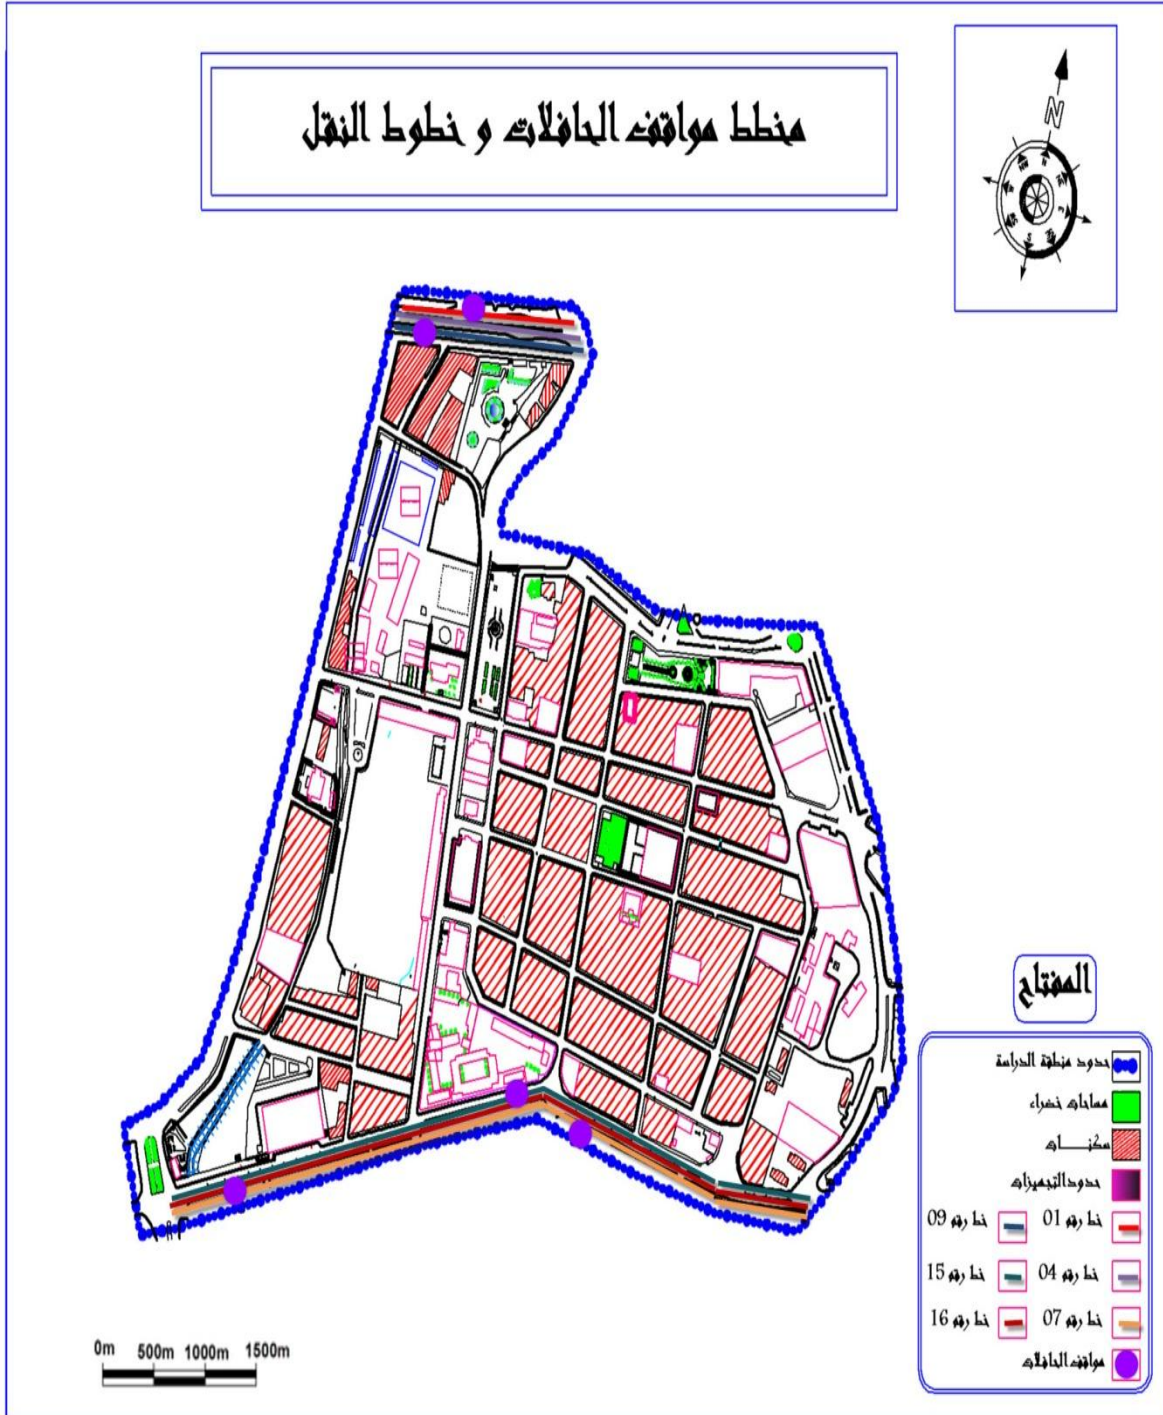 مخطط مواقف الحافلات و خطوط النقل
N
المفتاح
حدود منطقة الدراسة
مساحات خضراء
سكنـــــات
حدود التجهيزات
خط رقم 01
خط رقم 09
خط رقم 04
خط رقم 15
خط رقم 07
خط رقم 16
مواقف الحافلات
0m 500m 1000m 1500m